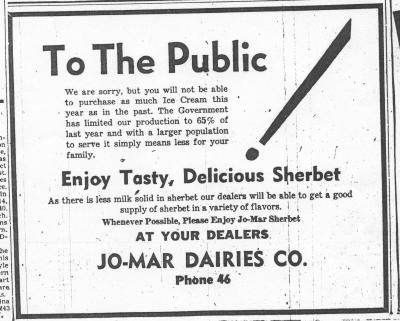 To The Public
We are sorry, but you will not be able
to purchase as much Ice Cream this
year as in the past. The Government
has limited our production to 65% of
last year and with a larger population
to serve it simply means less for your
family.
Enjoy Tasty, Delicious Sherbet
As there is less milk solid in sherbet our dealers will be able to get a good
supply of sherbet in a variety of flavors.
Whenever Possible, Please Enjoy Jo-Mar Sherbet
AT YOUR DEALERS
JO-MAR DAIRIES CO.
Phone 46